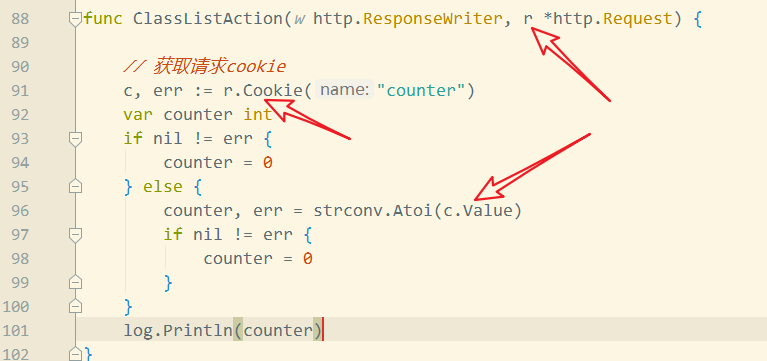 88 func ClassListAction(w http.ResponseWriter, r *http.Request) {
89
90 // 获取请求cookie
91 c, err := r.Cookie( name: "counter")
92 var counter int
93 if nil != err {
94 counter = 0
95 } else {
96 counter, err = strconv.Atoi(c.Value)
97 if nil != err {
98 counter = 0
99 }
100 }
101 log.Println(counter)
102 }